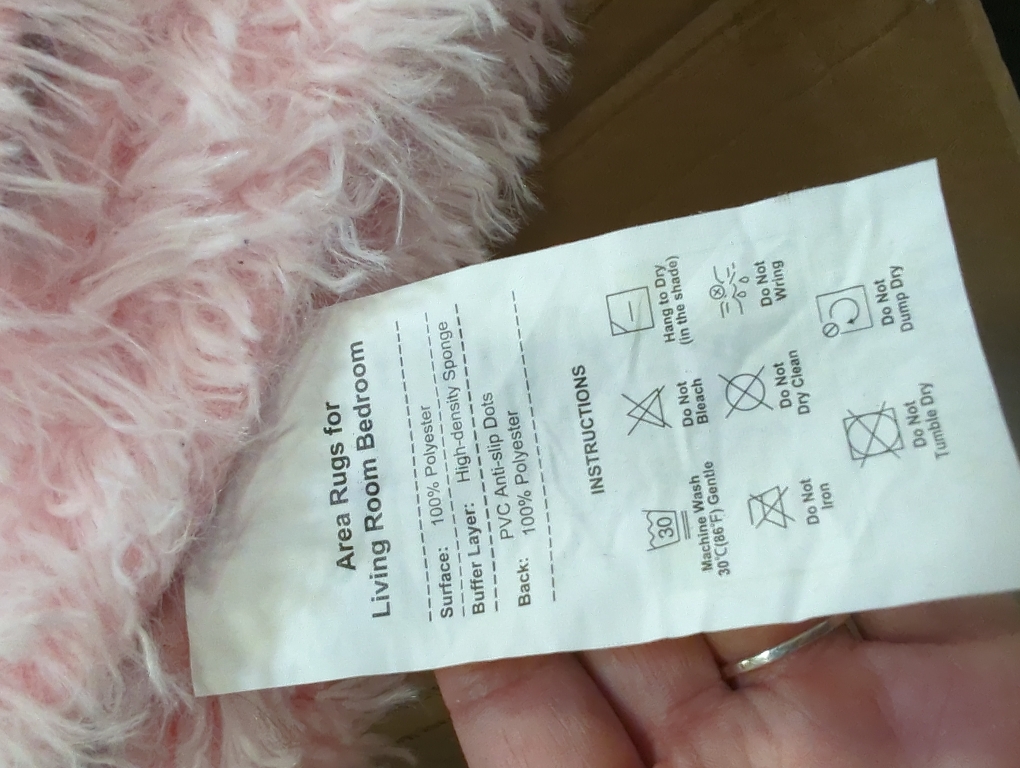 Area Rugs for
Living Room Bedroom
Surface: 100% Polyester
Buffer Layer: High-density Sponge
PVC Anti-slip Dots
Back: 100% Polyester
INSTRUCTIONS
30
Machine Wash
30°C(86°F) Gentle
Do Not
Bleach
Hang to Dry
(in the shade)
Do Not
Iron
Do Not
Dry Clean
Do Not
Wring
Do Not
Tumble Dry
Do Not
Dump Dry